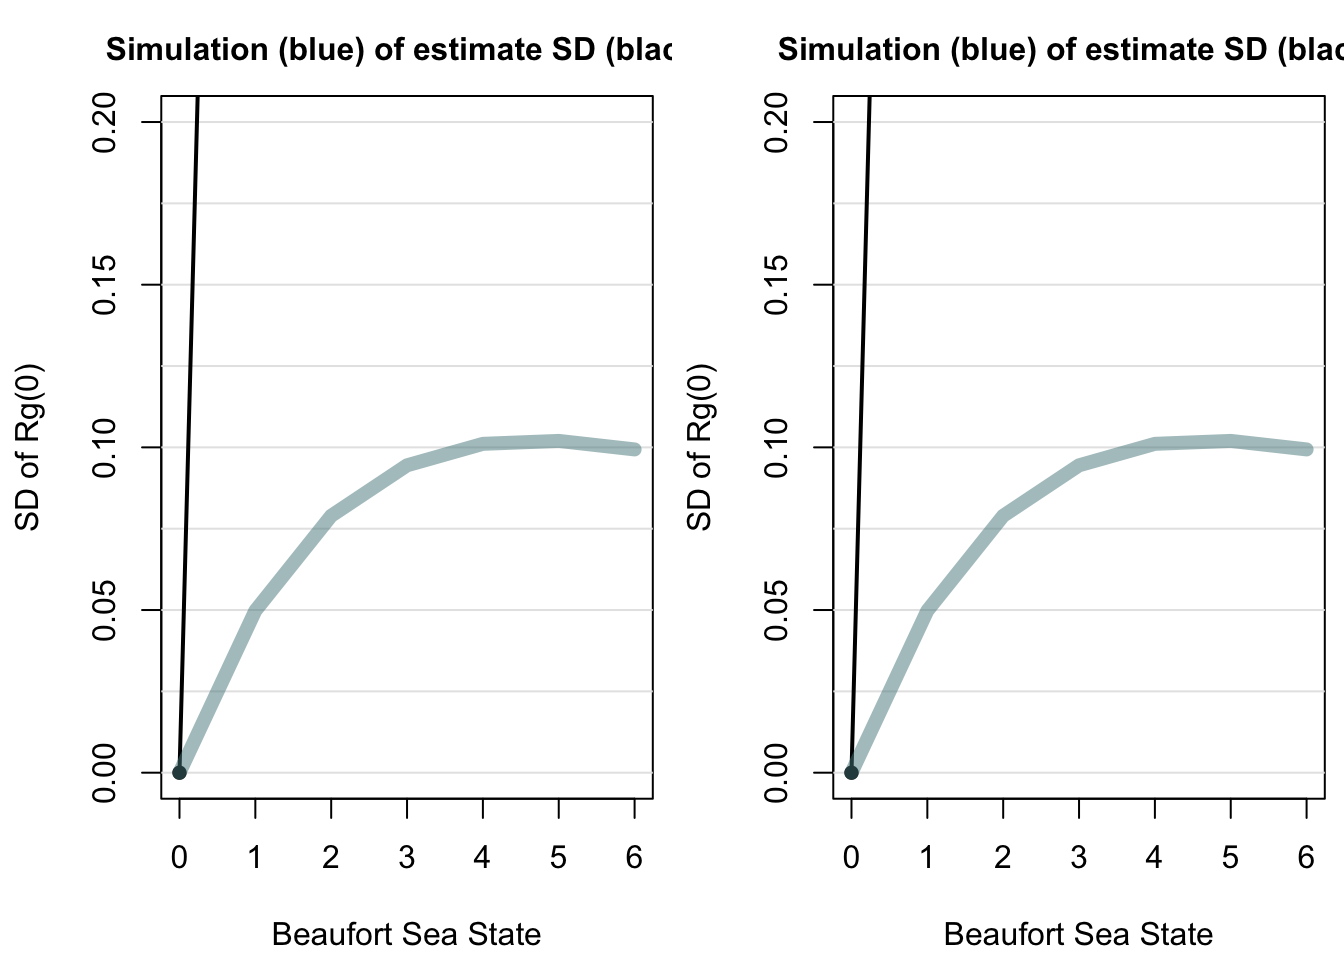 Simulation (blue) of estimate SD (blac
0.20
0.15
0.10
0.05
0.00
SD of Rg(0)
0 1 2 3 4 5 6
Beaufort Sea State
Simulation (blue) of estimate SD (blac
0.20
0.15
0.10
0.05
0.00
SD of Rg(0)
0 1 2 3 4 5 6
Beaufort Sea State